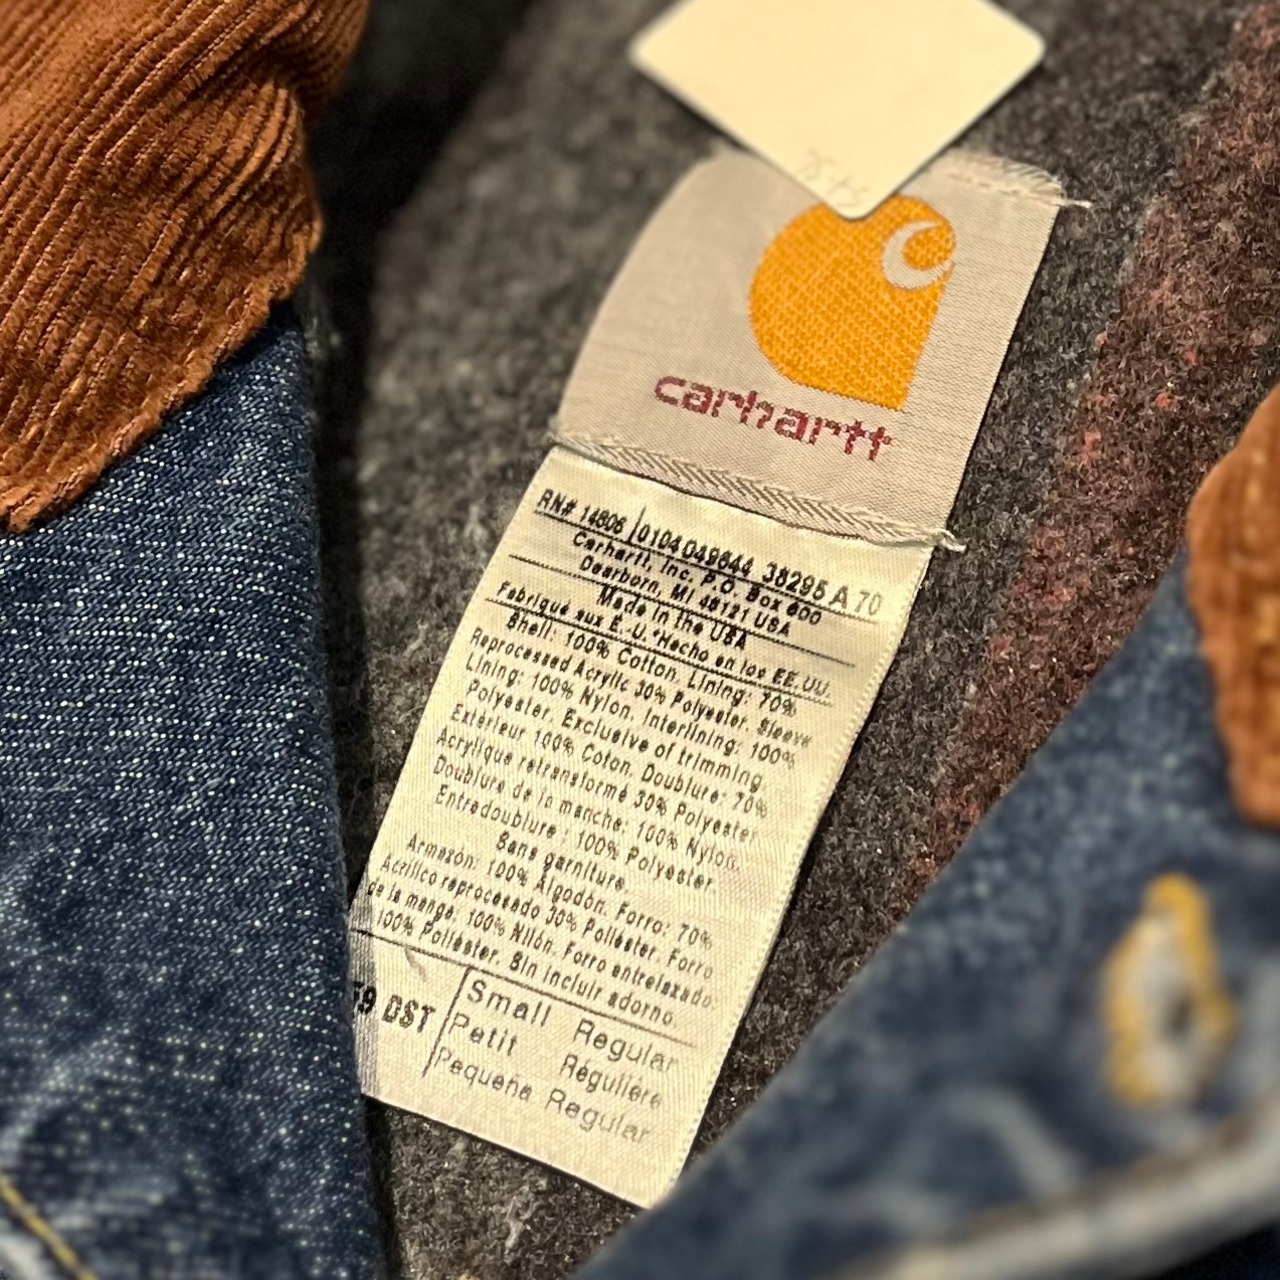 carhartt
RN# 14806 0104049644 38295 A 70
Carhartt, Inc. P.O. Box 600
Dearborn, MI 48121 USA
Made in the USA
Fabriqué aux É.-U. *Hecho en los EE.UU.
Shell: 100% Cotton, Lining: 70%
Reprocessed Acrylic 30% Polyester, Sleeve
Lining: 100% Nylon, Interlining: 100%
Polyester, Exclusive of trimming
Extérieur 100% Coton, Doublure: 70%
Acrylique retransformé 30% Polyester
Doublure de la manche: 100% Nylon.
Entredoublure : 100% Polyester.
Sans garniture.
Armazón: 100% Algodón. Forro: 70%
Acrílico reprocesado 30% Poliéster. Forro
de la manga: 100% Nilón. Forro entrelazado:
100% Poliéster. Sin incluir adorno.
DST
Small Regular
Petit Régulière
Pequeña Regular